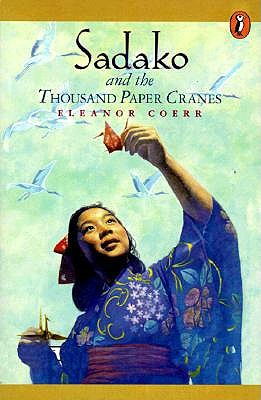 Sadako
and the
THOUSAND PAPER CRANES
ELEANOR COERR